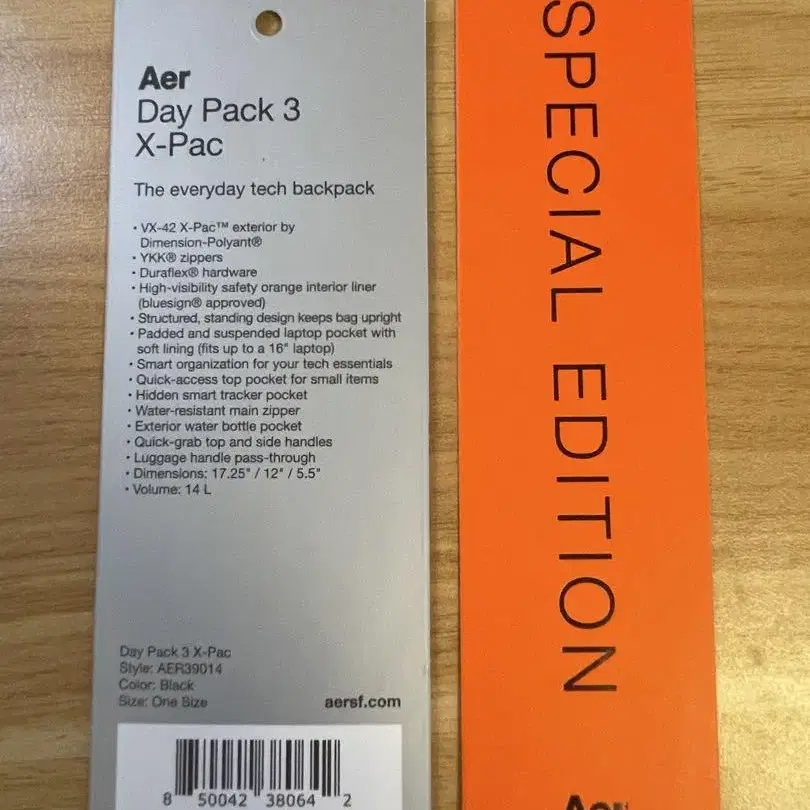 Aer
Day Pack 3
X-Pac
The everyday tech backpack
• VX-42 X-Pac™ exterior by
Dimension-Polyant®
• YKK® zippers
• Duraflex® hardware
• High-visibility safety orange interior liner
(bluesign® approved)
• Structured, standing design keeps bag upright
• Padded and suspended laptop pocket with
soft lining (fits up to a 16" laptop)
• Smart organization for your tech essentials
• Quick-access top pocket for small items
• Hidden smart tracker pocket
• Water-resistant main zipper
• Exterior water bottle pocket
• Quick-grab top and side handles
• Luggage handle pass-through
• Dimensions: 17.25" / 12" / 5.5"
• Volume: 14 L
Day Pack 3 X-Pac
Style: AER39014
Color: Black
Size: One Size
aersf.com
8 50042 38064 2
SPECIAL EDITION
Aer